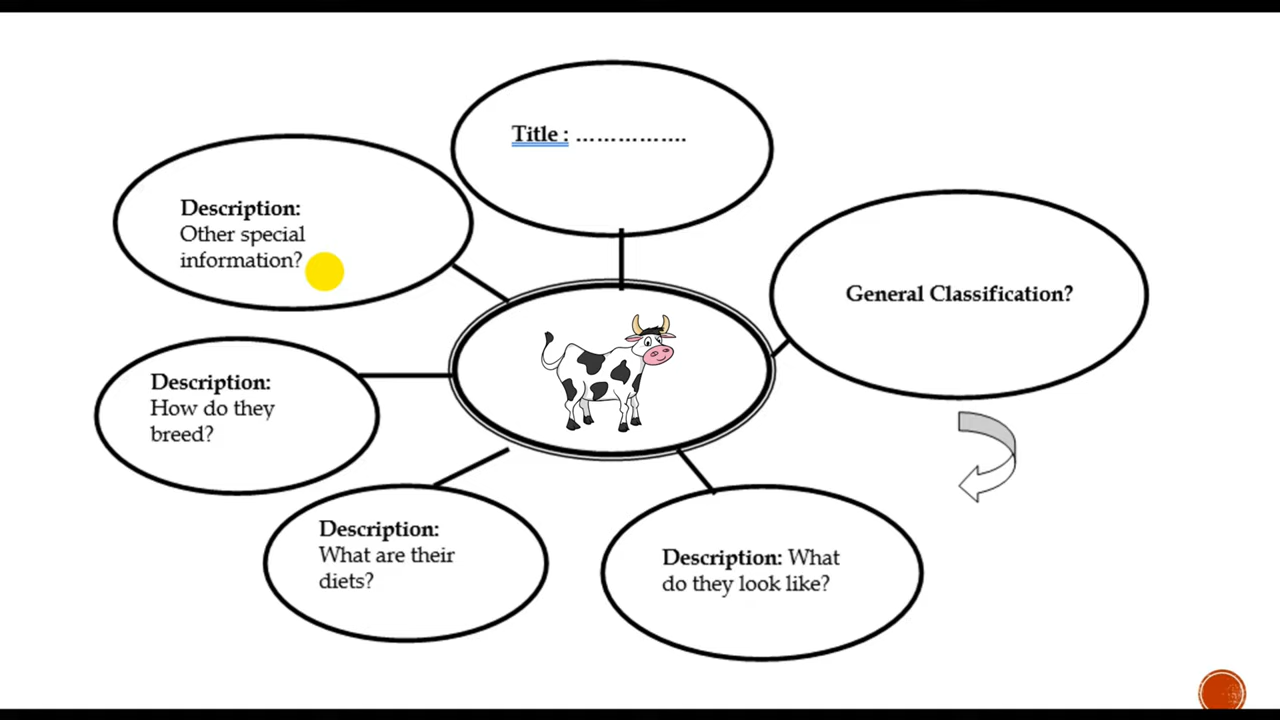 Title : …………….
Description:
Other special
information?
General Classification?
Description:
How do they
breed?
Description:
What are their
diets?
Description: What
do they look like?